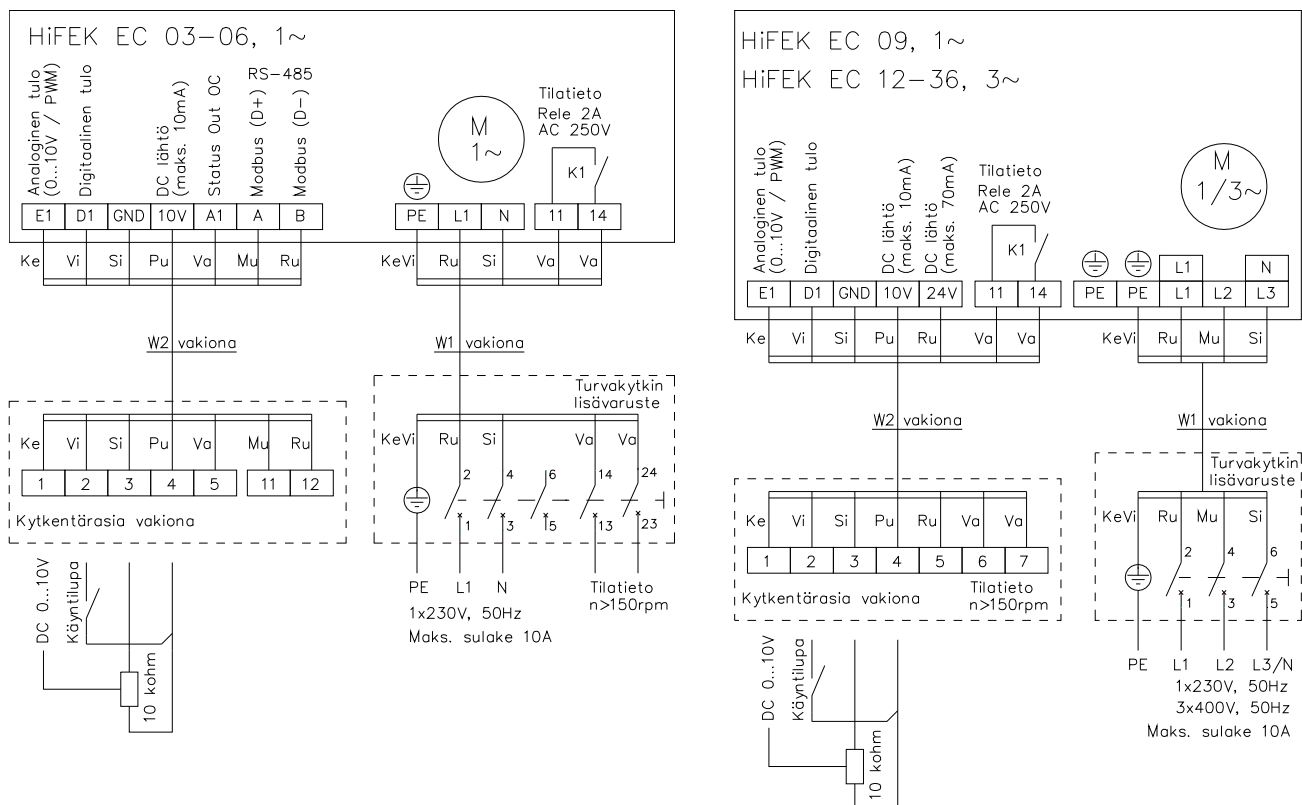 HiFEK EC 03-06, 1~
RS-485
Analoginen tulo
(0...10V / PWM)
Digitaalinen tulo
DC lähtö
(maks. 10mA)
Status Out OC
Modbus (D+)
Modbus (D-)
M
1~
Tilatieto
Rele 2A
AC 250V
K1
E1 D1 GND 10V A1 A B
PE L1 N 11 14
Ke Vi Si Pu Va Mu Ru
KeVi Ru Si Va Va
W2 vakiona
W1 vakiona
Turvakytkin
lisävaruste
Ke Vi Si Pu Va Mu Ru
KeVi Ru Si Va Va
1 2 3 4 5 11 12
2 4 6 14 24
1 3 5 13 23
Kytkentärasia vakiona
PE L1 N
Tilatieto
n>150rpm
1x230V, 50Hz
Maks. sulake 10A
DC 0...10V
Käyntilupa
10 kohm
HiFEK EC 09, 1~
HiFEK EC 12-36, 3~
Analoginen tulo
(0...10V / PWM)
Digitaalinen tulo
DC lähtö
(maks. 10mA)
DC lähtö
(maks. 70mA)
Tilatieto
Rele 2A
AC 250V
K1
M
1/3~
L1 N
E1 D1 GND 10V 24V 11 14
PE PE L1 L2 L3
Ke Vi Si Pu Ru Va Va
KeVi Ru Mu Si
W2 vakiona
W1 vakiona
Turvakytkin
lisävaruste
Ke Vi Si Pu Ru Va Va
KeVi Ru Mu Si
1 2 3 4 5 6 7
2 4 6
1 3 5
Kytkentärasia vakiona
Tilatieto
n>150rpm
PE L1 L2 L3/N
1x230V, 50Hz
3x400V, 50Hz
Maks. sulake 10A
DC 0...10V
Käyntilupa
10 kohm